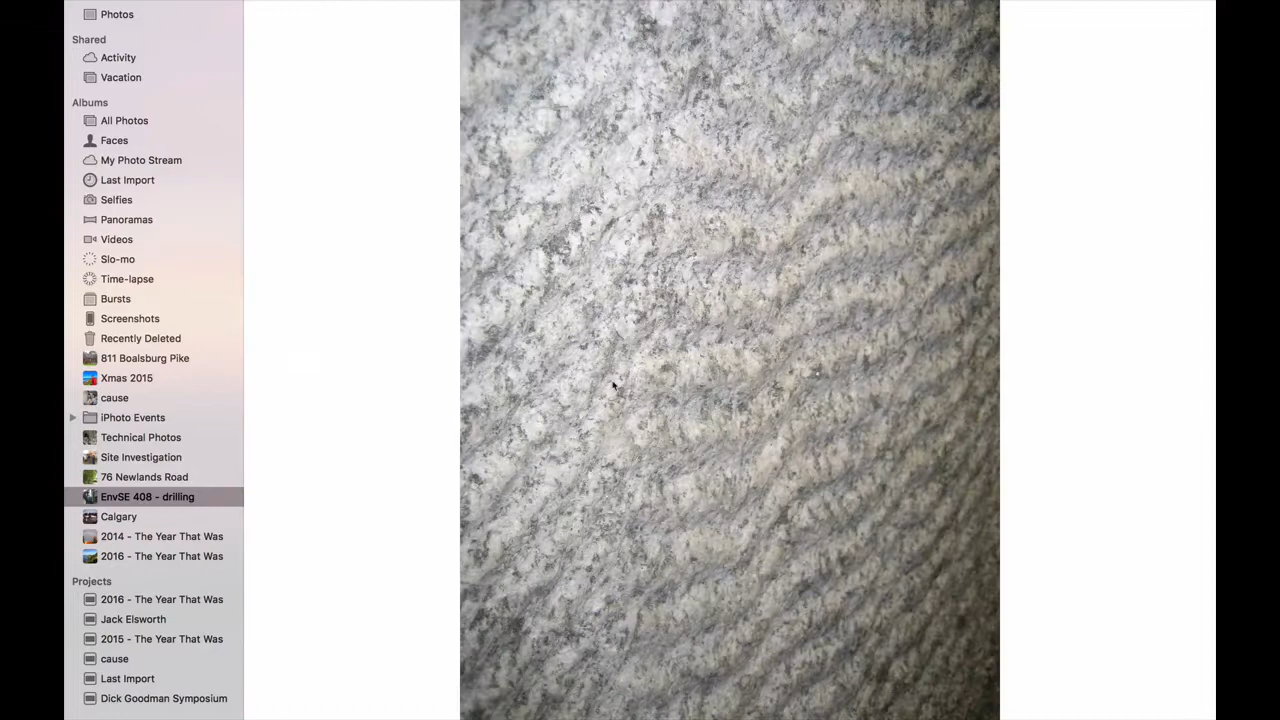 Photos
Shared
Activity
Vacation
Albums
All Photos
Faces
My Photo Stream
Last Import
Selfies
Panoramas
Videos
Slo-mo
Time-lapse
Bursts
Screenshots
Recently Deleted
811 Boalsburg Pike
Xmas 2015
cause
iPhoto Events
Technical Photos
Site Investigation
76 Newlands Road
EnvSE 408 - drilling
Calgary
2014 - The Year That Was
2016 - The Year That Was
Projects
2016 - The Year That Was
Jack Elsworth
2015 - The Year That Was
cause
Last Import
Dick Goodman Symposium